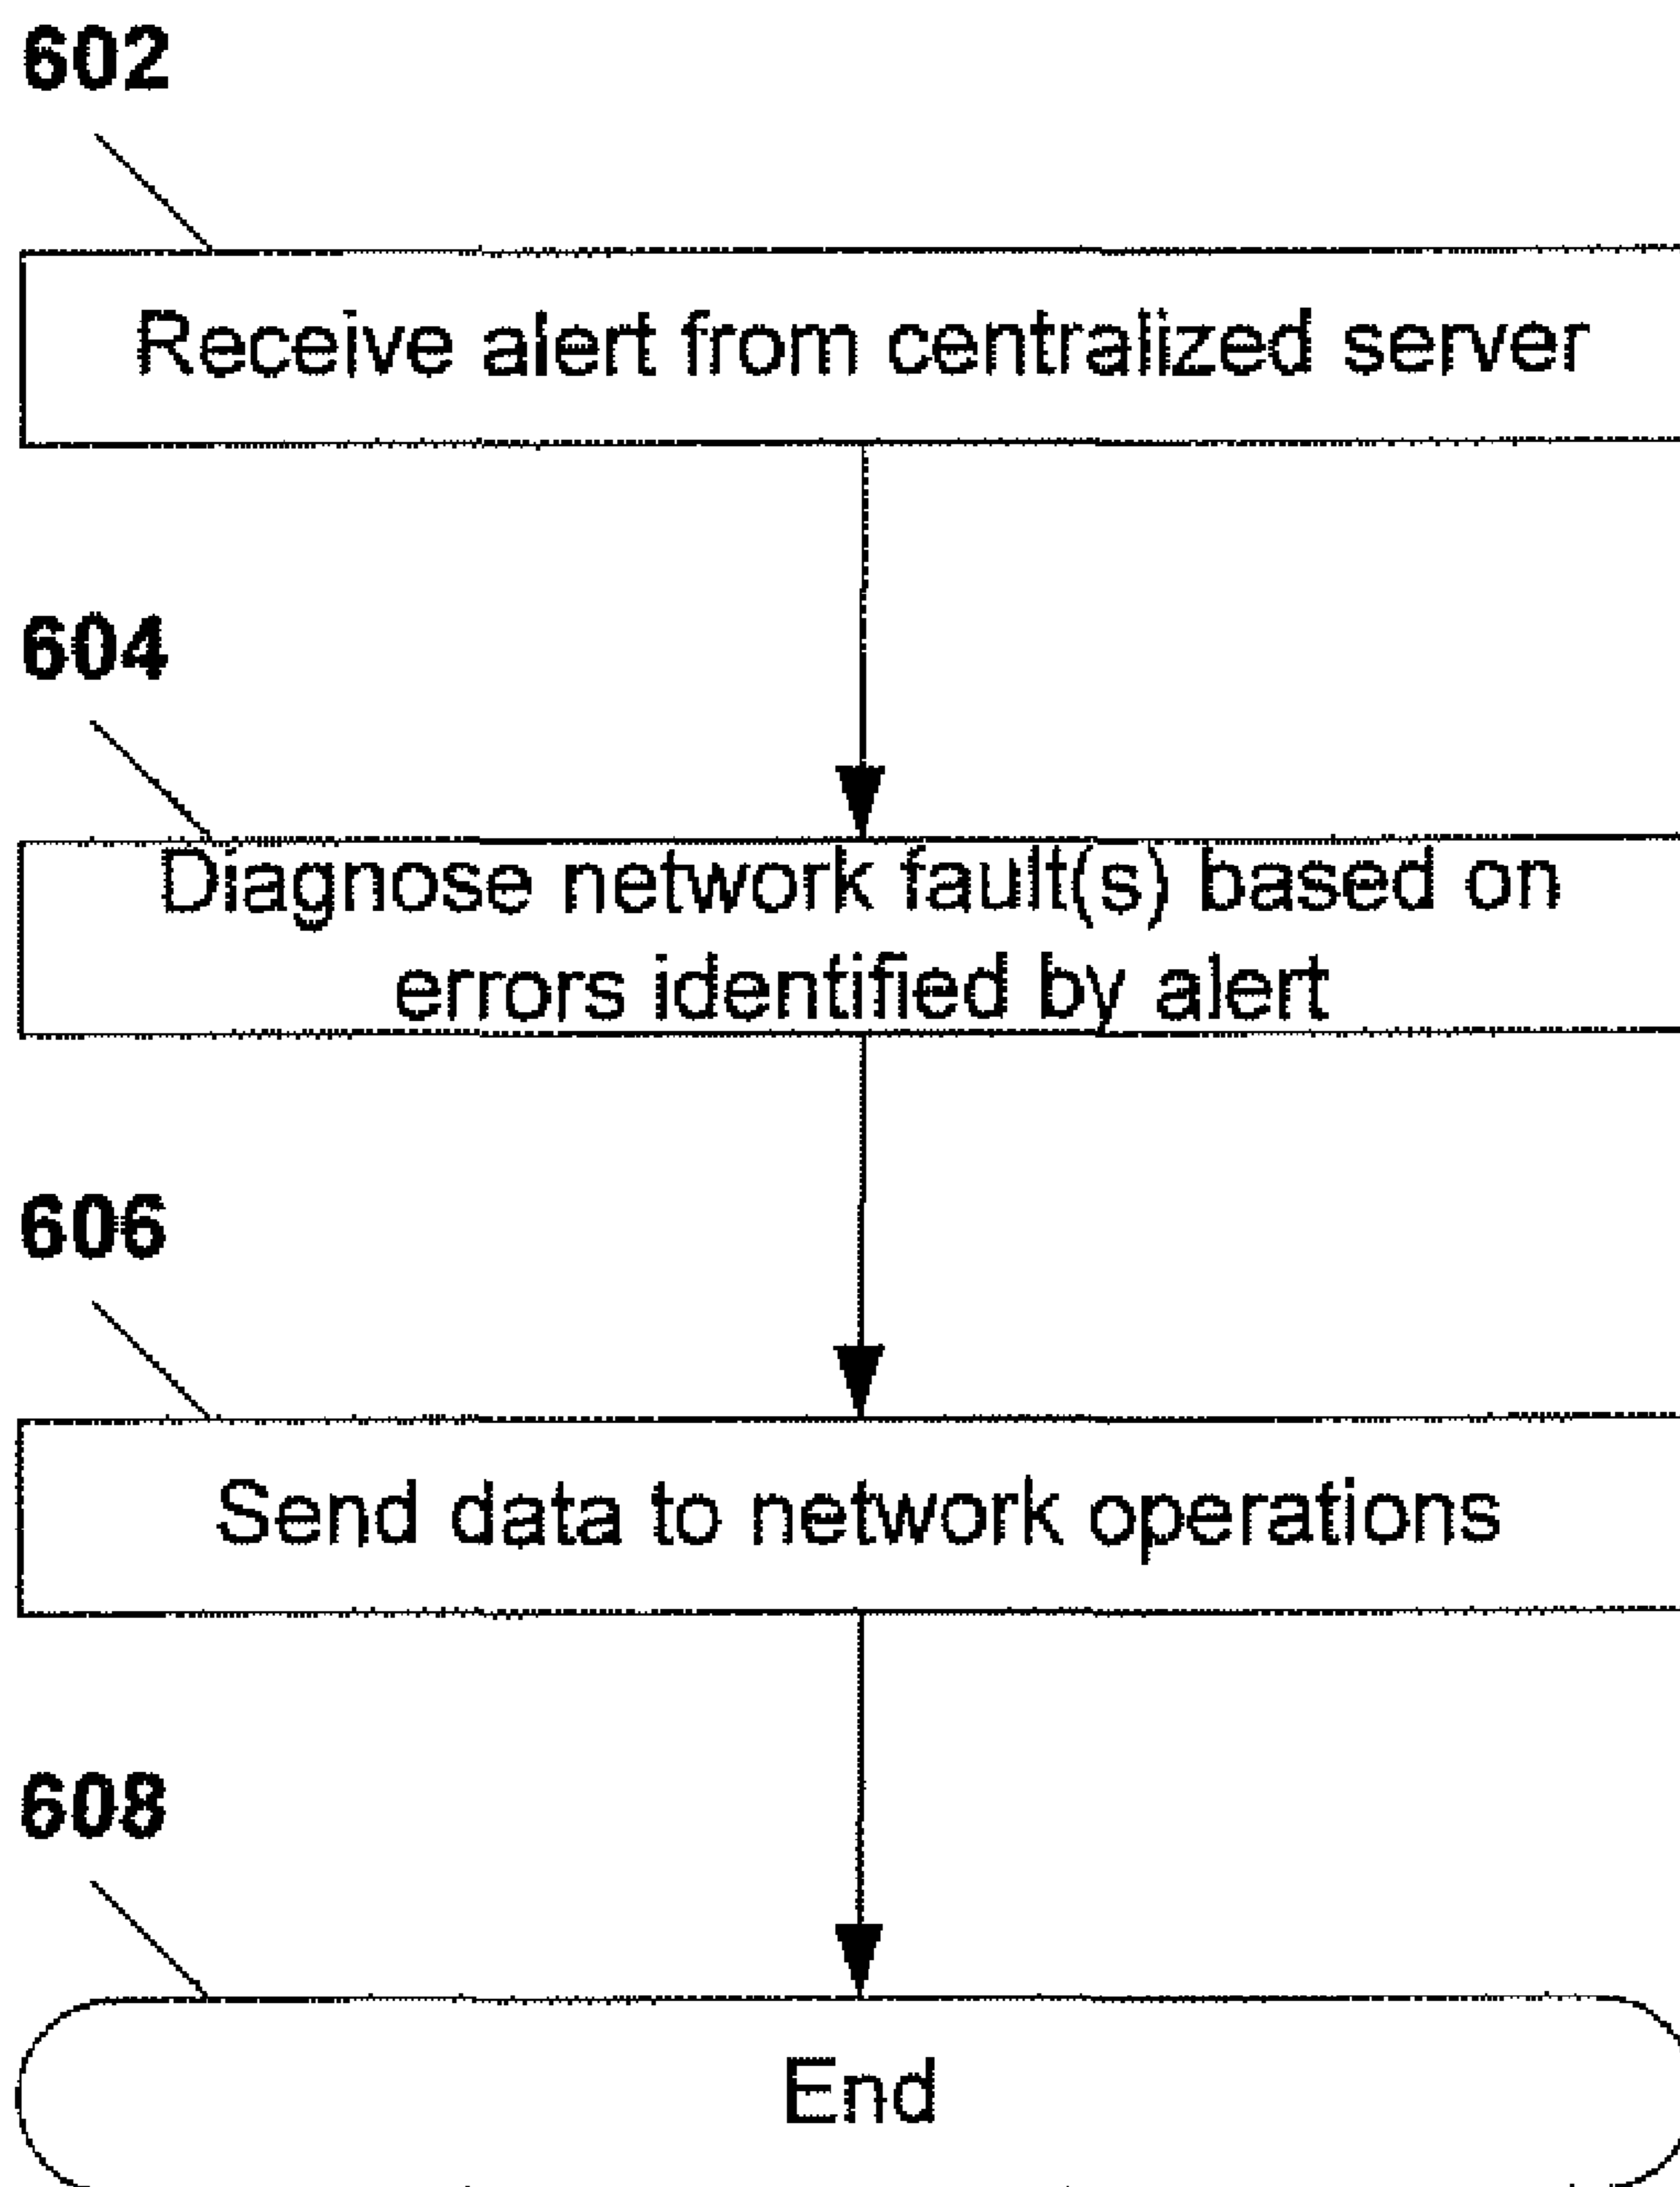 602
Receive alert from centralized server
604
Diagnose network fault(s) based on
errors identified by alert
606
Send data to network operations
608
End